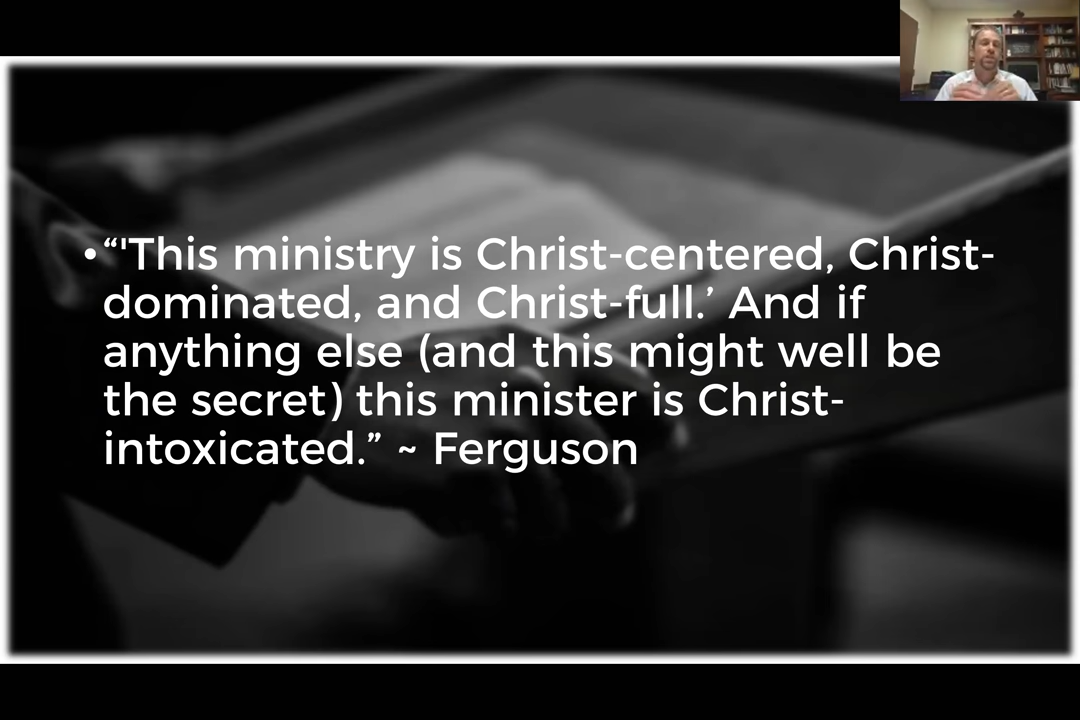 • “'This ministry is Christ-centered, Christ-
dominated, and Christ-full.’ And if
anything else (and this might well be
the secret) this minister is Christ-
intoxicated.” ~ Ferguson